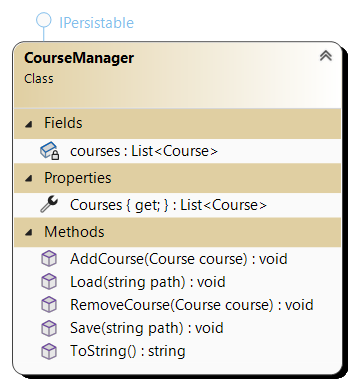 IPersistable
CourseManager
Class
Fields
courses : List<Course>
Properties
Courses { get; } : List<Course>
Methods
AddCourse(Course course) : void
Load(string path) : void
RemoveCourse(Course course) : void
Save(string path) : void
ToString() : string